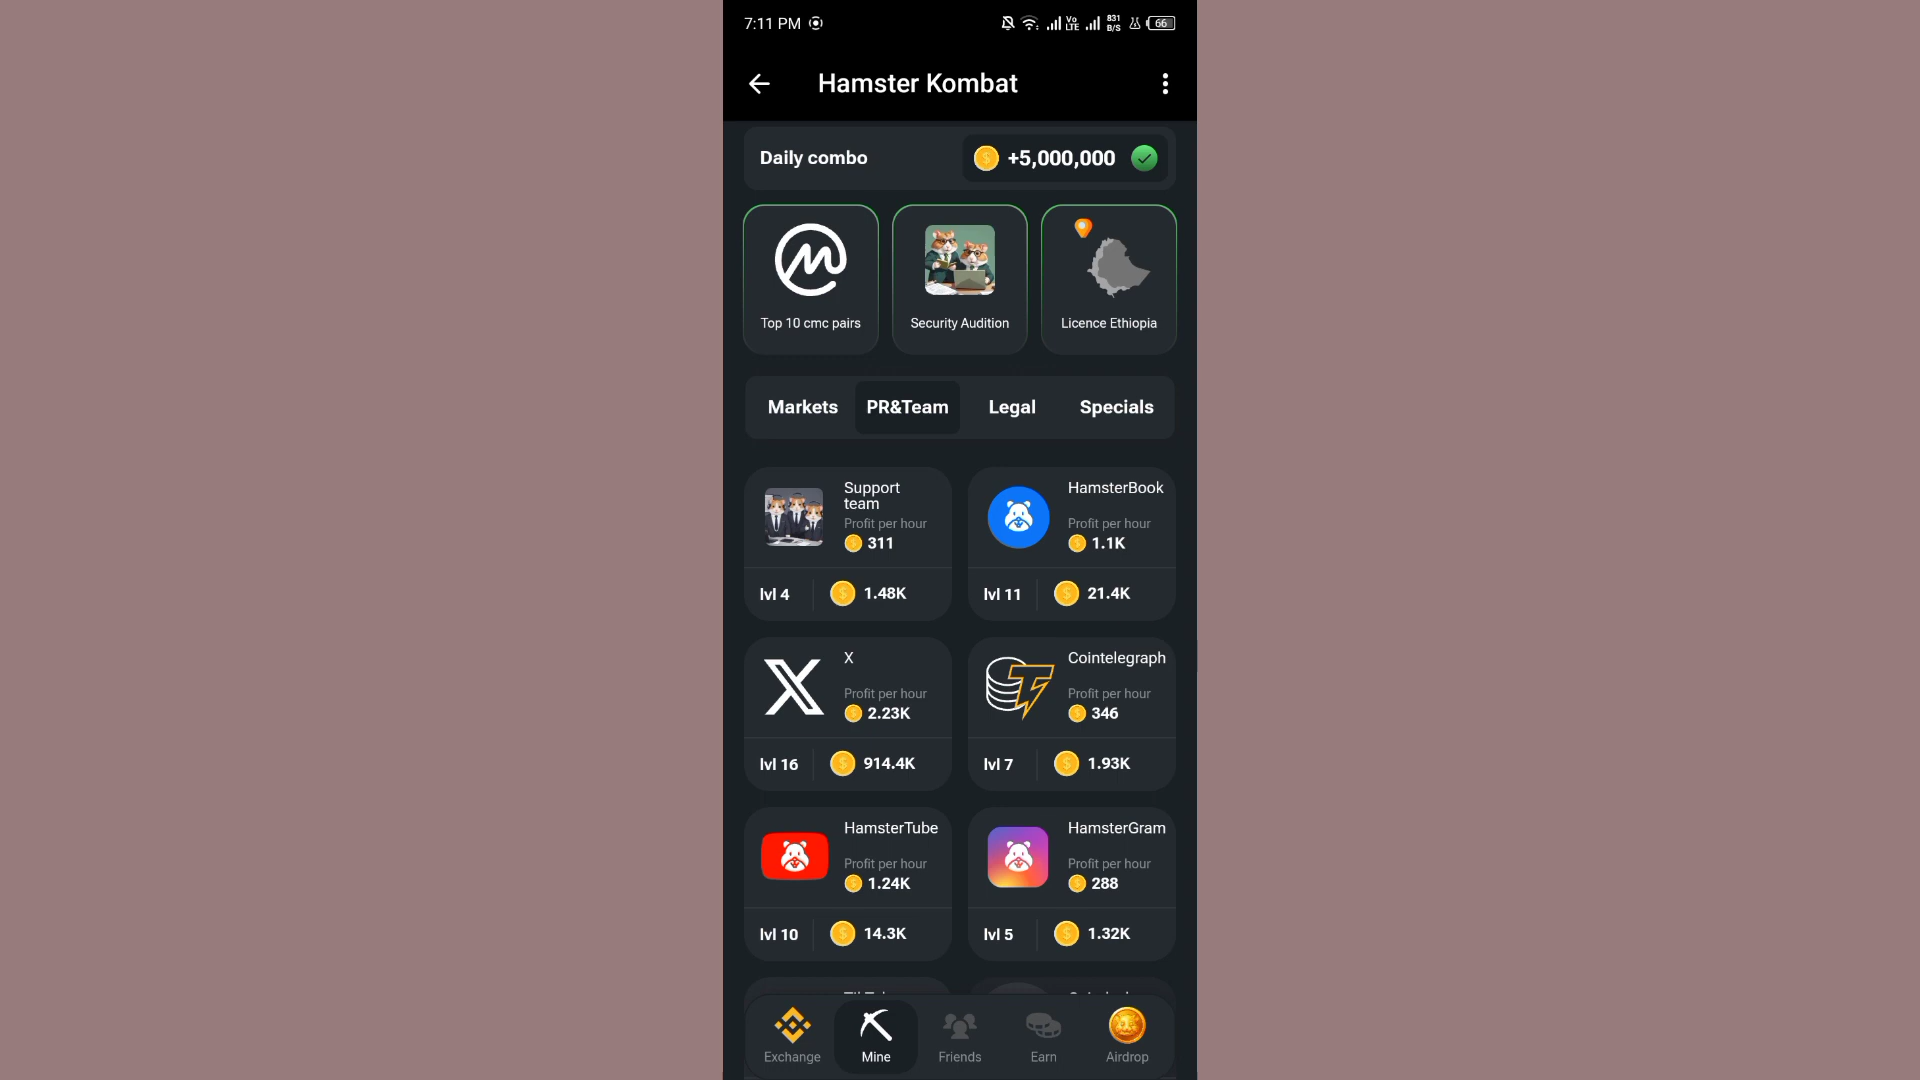 7:11 PM
Vo LTE
831 B/S
66
Hamster Kombat
Daily combo
+5,000,000
Top 10 cmc pairs
Security Audition
Licence Ethiopia
Markets
PR&Team
Legal
Specials
Support
team
Profit per hour
311
lvl 4
1.48K
HamsterBook
Profit per hour
1.1K
lvl 11
21.4K
X
Profit per hour
2.23K
lvl 16
914.4K
Cointelegraph
Profit per hour
346
lvl 7
1.93K
HamsterTube
Profit per hour
1.24K
lvl 10
14.3K
HamsterGram
Profit per hour
288
lvl 5
1.32K
Exchange
Mine
Friends
Earn
Airdrop